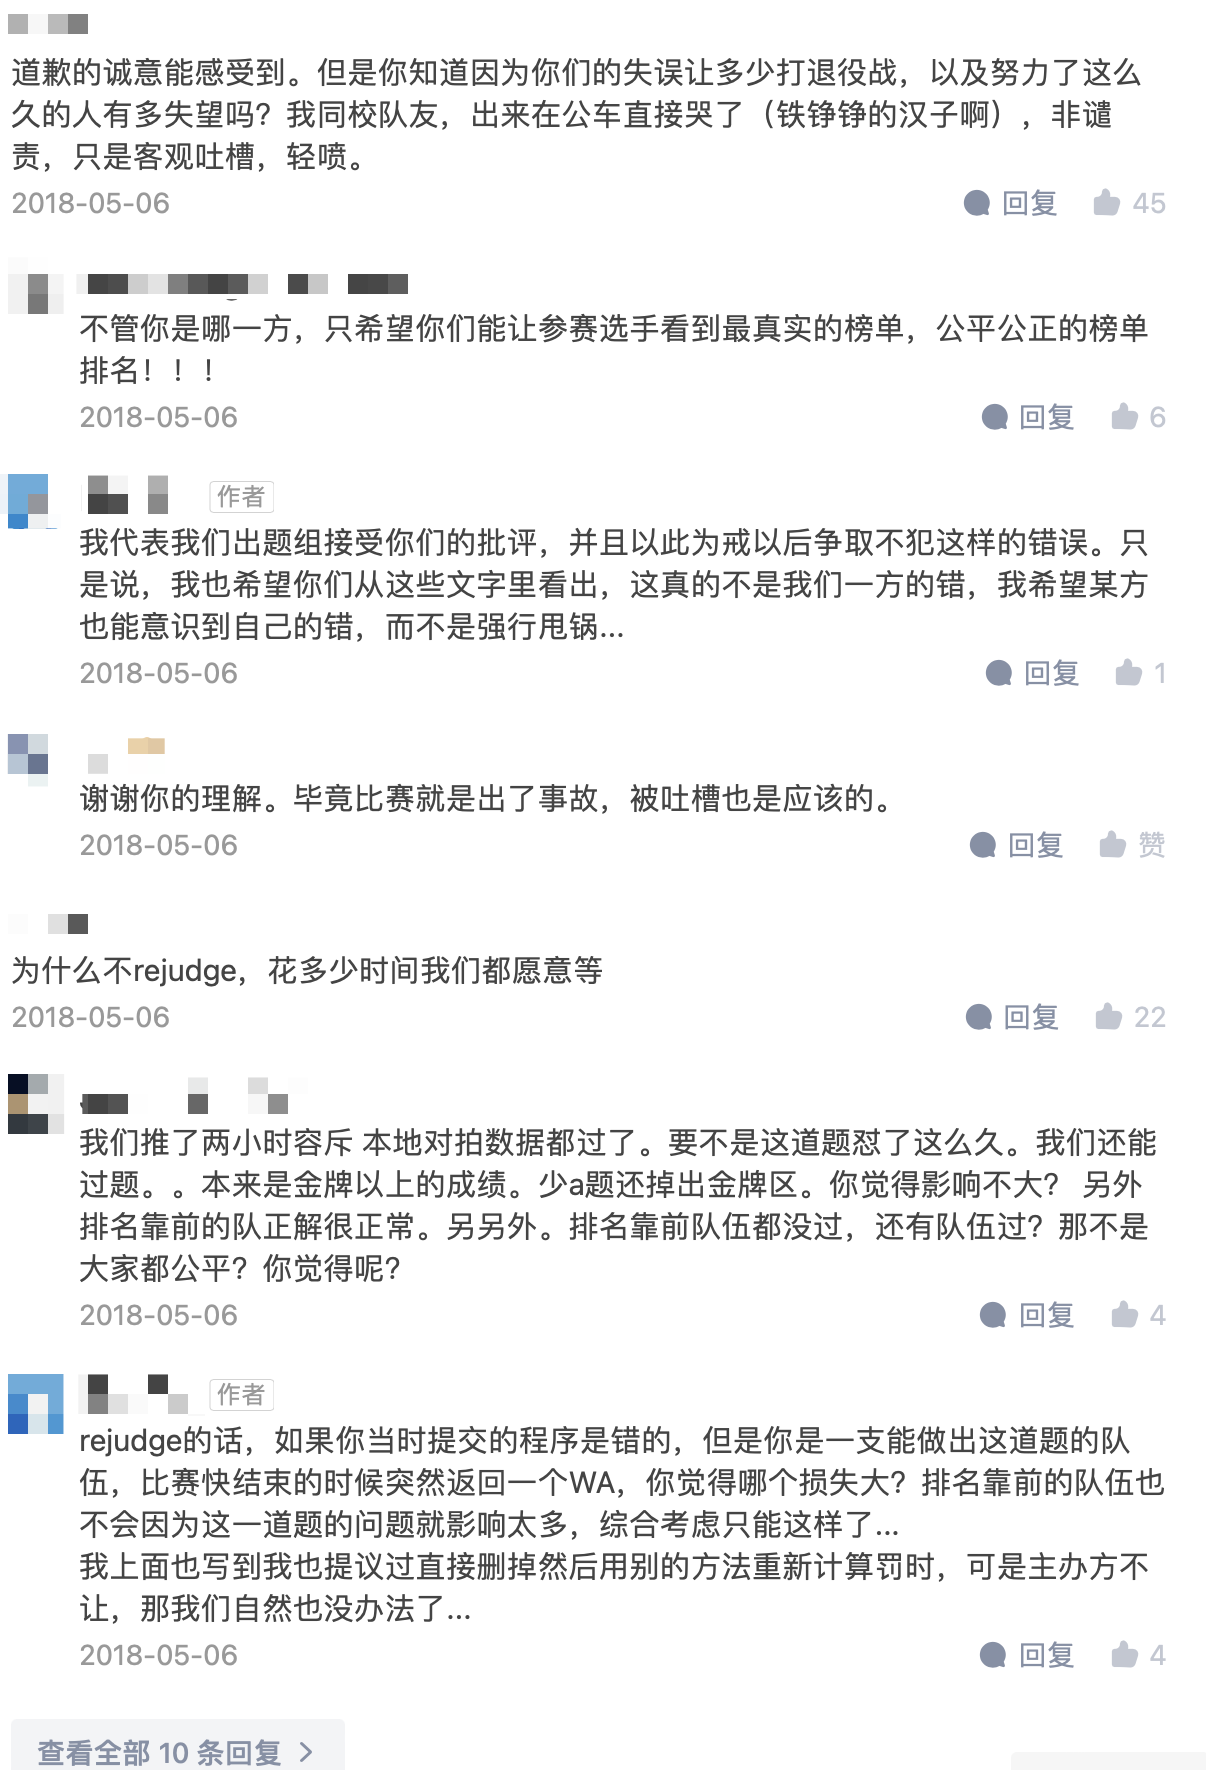 道歉的诚意能感受到。但是你知道因为你们的失误让多少打退役战，以及努力了这么
久的人有多失望吗？我同校队友，出来在公车直接哭了（铁铮铮的汉子啊），非谴
责，只是客观吐槽，轻喷。
2018-05-06 回复 45
不管你是哪一方，只希望你们能让参赛选手看到最真实的榜单，公平公正的榜单
排名！！！
2018-05-06 回复 6
作者
我代表我们出题组接受你们的批评，并且以此为戒以后争取不犯这样的错误。只
是说，我也希望你们从这些文字里看出，这真的不是我们一方的错，我希望某方
也能意识到自己的错，而不是强行甩锅...
2018-05-06 回复 1
谢谢你的理解。毕竟比赛就是出了事故，被吐槽也是应该的。
2018-05-06 回复 赞
为什么不rejudge，花多少时间我们都愿意等
2018-05-06 回复 22
我们推了两小时容斥 本地对拍数据都过了。要不是这道题怼了这么久。我们还能
过题。。本来是金牌以上的成绩。少a题还掉出金牌区。你觉得影响不大？ 另外
排名靠前的队正解很正常。另另外。排名靠前队伍都没过，还有队伍过？那不是
大家都公平？你觉得呢？
2018-05-06 回复 4
作者
rejudge的话，如果你当时提交的程序是错的，但是你是一支能做出这道题的队
伍，比赛快结束的时候突然返回一个WA，你觉得哪个损失大？排名靠前的队伍也
不会因为这一道题的问题就影响太多，综合考虑只能这样了...
我上面也写到我也提议过直接删掉然后用别的方法重新计算罚时，可是主办方不
让，那我们自然也没办法了...
2018-05-06 回复 4
查看全部 10 条回复 >